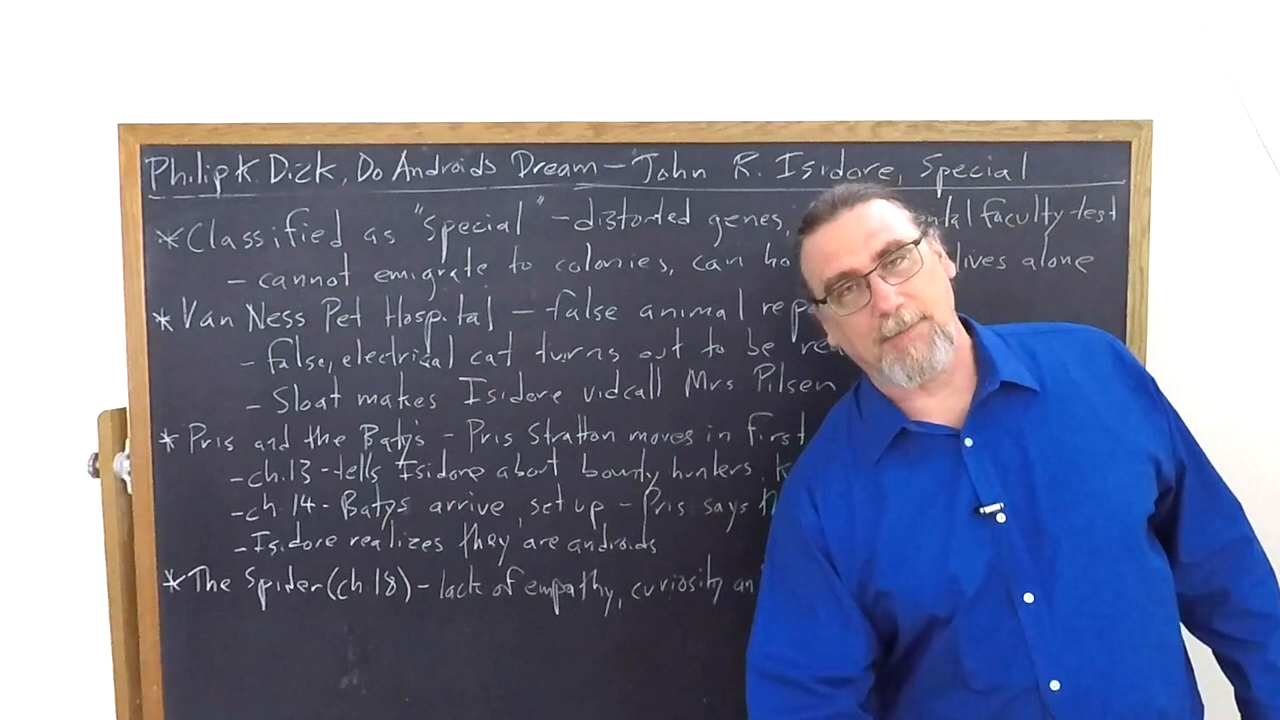 Philip K. Dick, Do Androids Dream - John R. Isidore, Special
* Classified as "Special" - distorted genes, faculty test
- cannot emigrate to colonies, can lives alone
* Van Ness Pet Hospital - false animal
- false, electrical cat turns out to be
- Sloat makes Isidore vidcall Mrs Pilsen
* Pris and the Batys - Pris Stratton moves in first
- ch. 13 - tells Isidore about bounty hunters,
- ch. 14 - Batys arrive, set up - Pris says
- Isidore realizes they are androids
* The Spider (ch. 18) - lack of empathy, curiosity